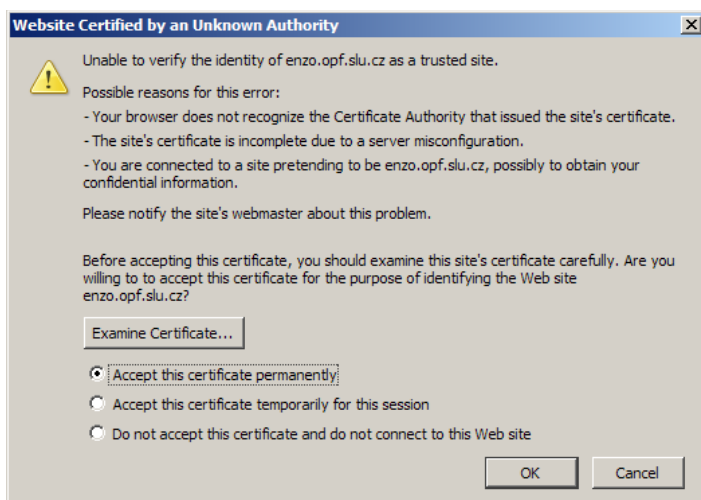 Website Certified by an Unknown Authority
Unable to verify the identity of enzo.opf.slu.cz as a trusted site.
Possible reasons for this error:
- Your browser does not recognize the Certificate Authority that issued the site's certificate.
- The site's certificate is incomplete due to a server misconfiguration.
- You are connected to a site pretending to be enzo.opf.slu.cz, possibly to obtain your
confidential information.
Please notify the site's webmaster about this problem.
Before accepting this certificate, you should examine this site's certificate carefully. Are you
willing to to accept this certificate for the purpose of identifying the Web site
enzo.opf.slu.cz?
Examine Certificate...
Accept this certificate permanently
Accept this certificate temporarily for this session
Do not accept this certificate and do not connect to this Web site
OK Cancel